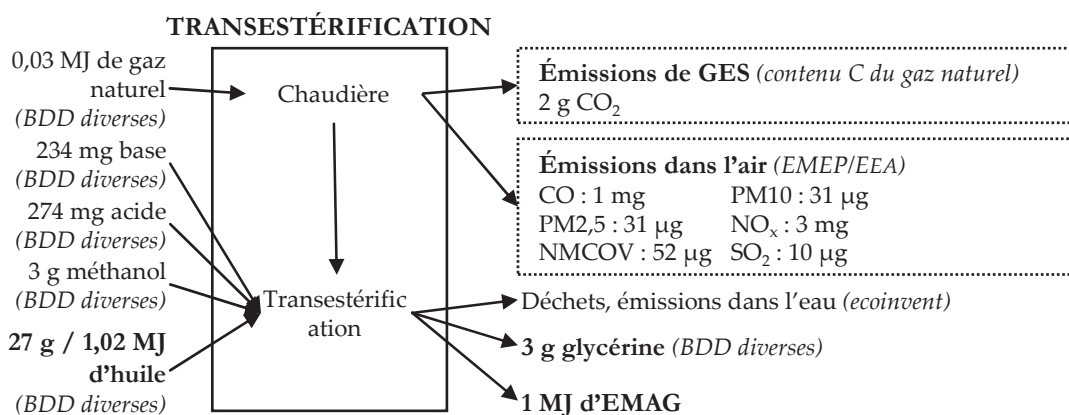 TRANSESTÉRIFICATION
0,03 MJ de gaz
naturel
(BDD diverses)
234 mg base
(BDD diverses)
274 mg acide
(BDD diverses)
3 g méthanol
(BDD diverses)
27 g / 1,02 MJ
d'huile
(BDD diverses)
Chaudière
Transestérific
ation
Émissions de GES (contenu C du gaz naturel)
2 g CO₂
Émissions dans l'air (EMEP/EEA)
CO : 1 mg PM10 : 31 µg
PM2,5 : 31 µg NOₓ : 3 mg
NMCOV : 52 µg SO₂ : 10 µg
Déchets, émissions dans l'eau (ecoinvent)
3 g glycérine (BDD diverses)
1 MJ d'EMAG